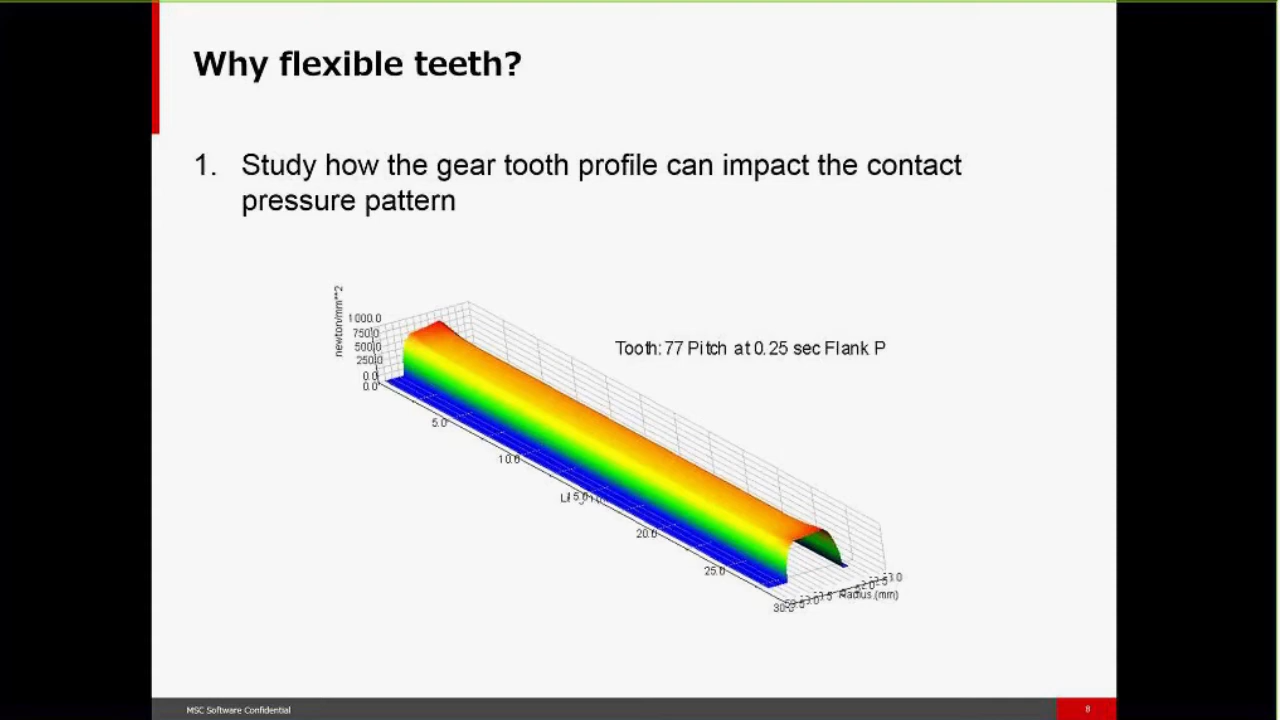 Why flexible teeth?
1. Study how the gear tooth profile can impact the contact
pressure pattern
newton/mm**2
1000.0
750.0
500.0
250.0
0.0
0.0
Tooth: 77 Pitch at 0.25 sec Flank P
5.0
10.0
15.0
20.0
25.0
30.0
Radius (mm)
MSC Software Confidential
8